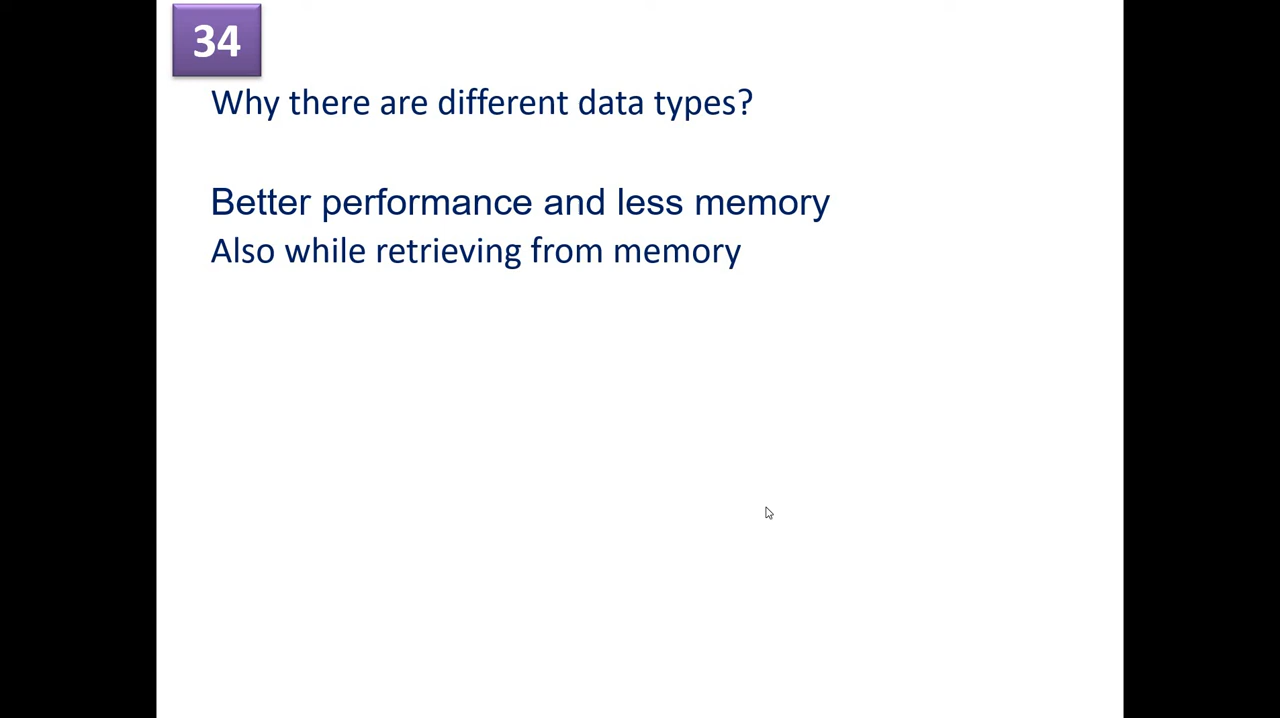 34
Why there are different data types?
Better performance and less memory
Also while retrieving from memory